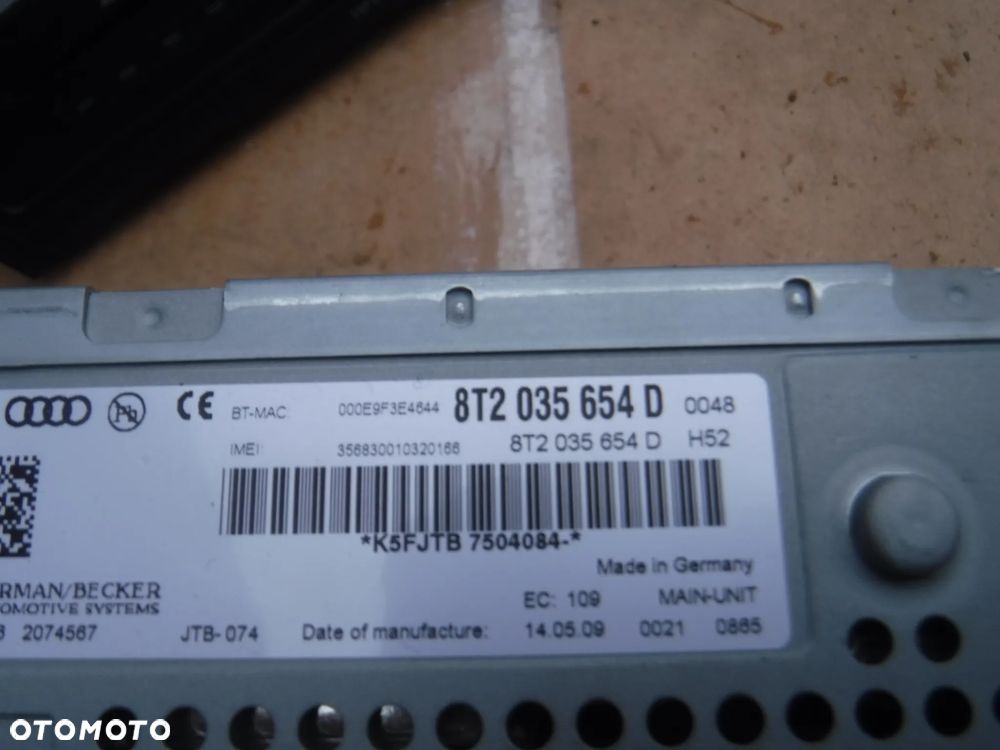 Pb CE BT-MAC: 000E9F3E4644 8T2 035 654 D 0048
IMEI: 356830010320166 8T2 035 654 D H52
*K5FJTB 7504084-*
Made in Germany
RMAN/BECKER EC: 109 MAIN-UNIT
OMOTIVE SYSTEMS
2074567 JTB-074 Date of manufacture: 14.05.09 0021 0865
OTOMOTO